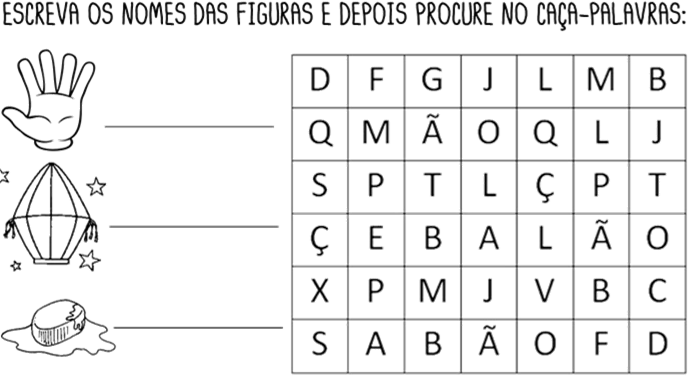 ESCREVA OS NOMES DAS FIGURAS E DEPOIS PROCURE NO CAÇA-PALAVRAS:
D F G J L M B
Q M Ã O Q L J
S P T L Ç P T
Ç E B A L Ã O
X P M J V B C
S A B Ã O F D